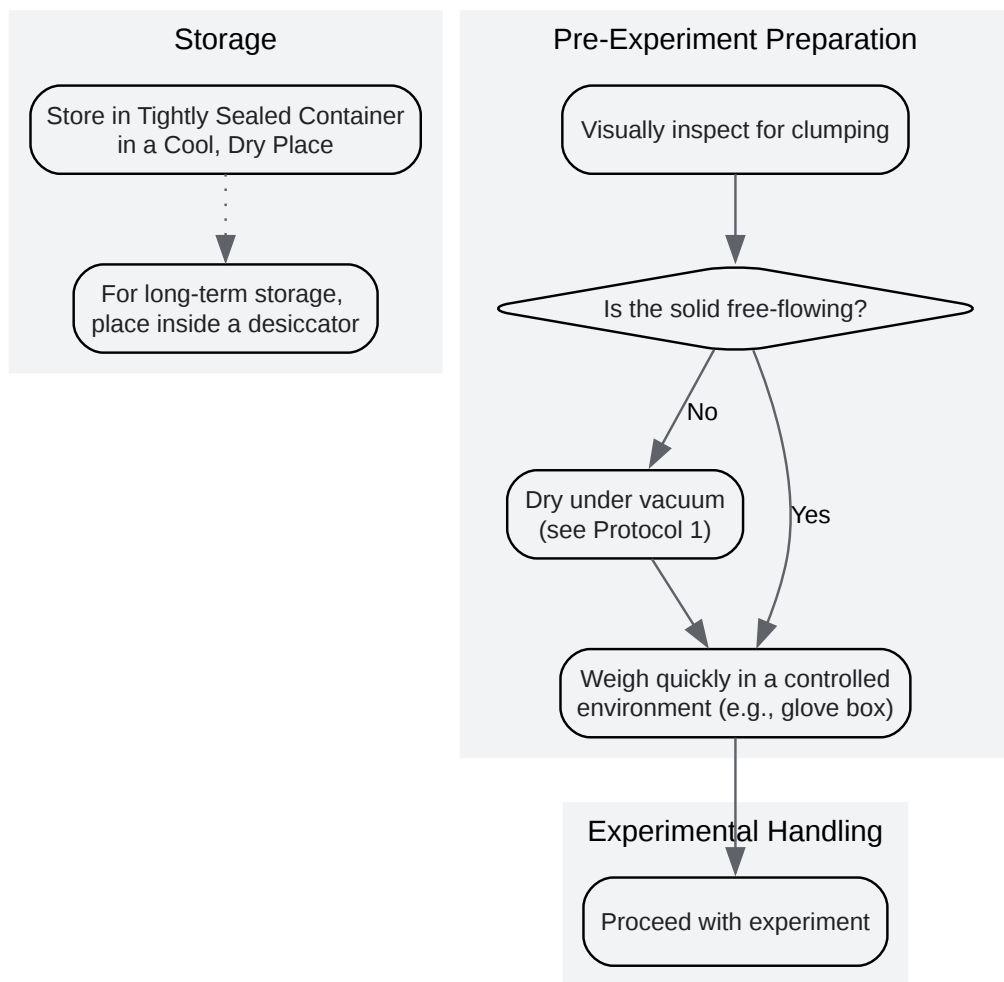 Storage
Store in Tightly Sealed Container
in a Cool, Dry Place
For long-term storage,
place inside a desiccator
Pre-Experiment Preparation
Visually inspect for clumping
Is the solid free-flowing?
No
Dry under vacuum
(see Protocol 1)
Yes
Weigh quickly in a controlled
environment (e.g., glove box)
Experimental Handling
Proceed with experiment